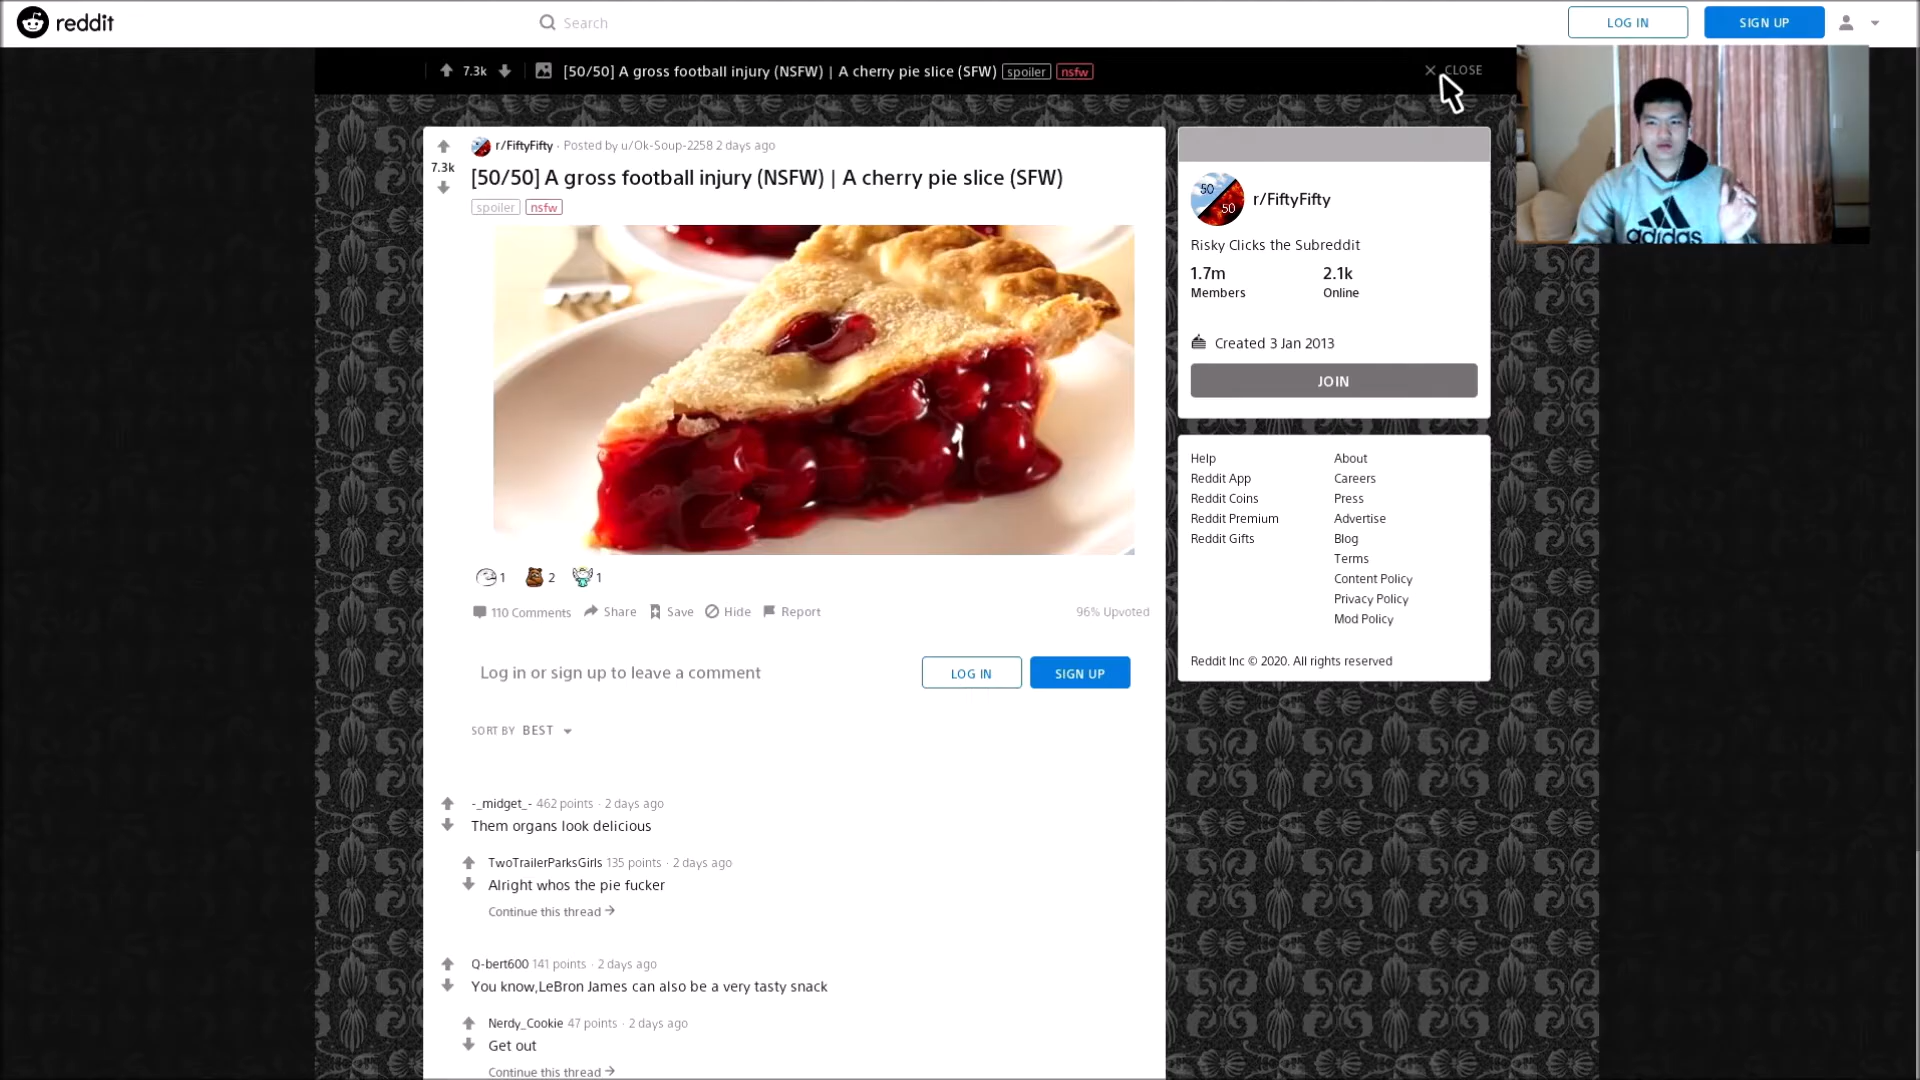 reddit
Search
LOG IN
SIGN UP
7.3k
[50/50] A gross football injury (NSFW) | A cherry pie slice (SFW)
spoiler
nsfw
CLOSE
adidas
r/FiftyFifty · Posted by u/Ok-Soup-2258 2 days ago
7.3k
[50/50] A gross football injury (NSFW) | A cherry pie slice (SFW)
spoiler
nsfw
1
2
1
110 Comments
Share
Save
Hide
Report
96% Upvoted
Log in or sign up to leave a comment
LOG IN
SIGN UP
SORT BY BEST
-_midget_- 462 points · 2 days ago
Them organs look delicious
TwoTrailerParksGirls 135 points · 2 days ago
Alright whos the pie fucker
Continue this thread
Q-bert600 141 points · 2 days ago
You know,LeBron James can also be a very tasty snack
Nerdy_Cookie 47 points · 2 days ago
Get out
Continue this thread
50
50
r/FiftyFifty
Risky Clicks the Subreddit
1.7m
Members
2.1k
Online
Created 3 Jan 2013
JOIN
Help
Reddit App
Reddit Coins
Reddit Premium
Reddit Gifts
About
Careers
Press
Advertise
Blog
Terms
Content Policy
Privacy Policy
Mod Policy
Reddit Inc © 2020. All rights reserved